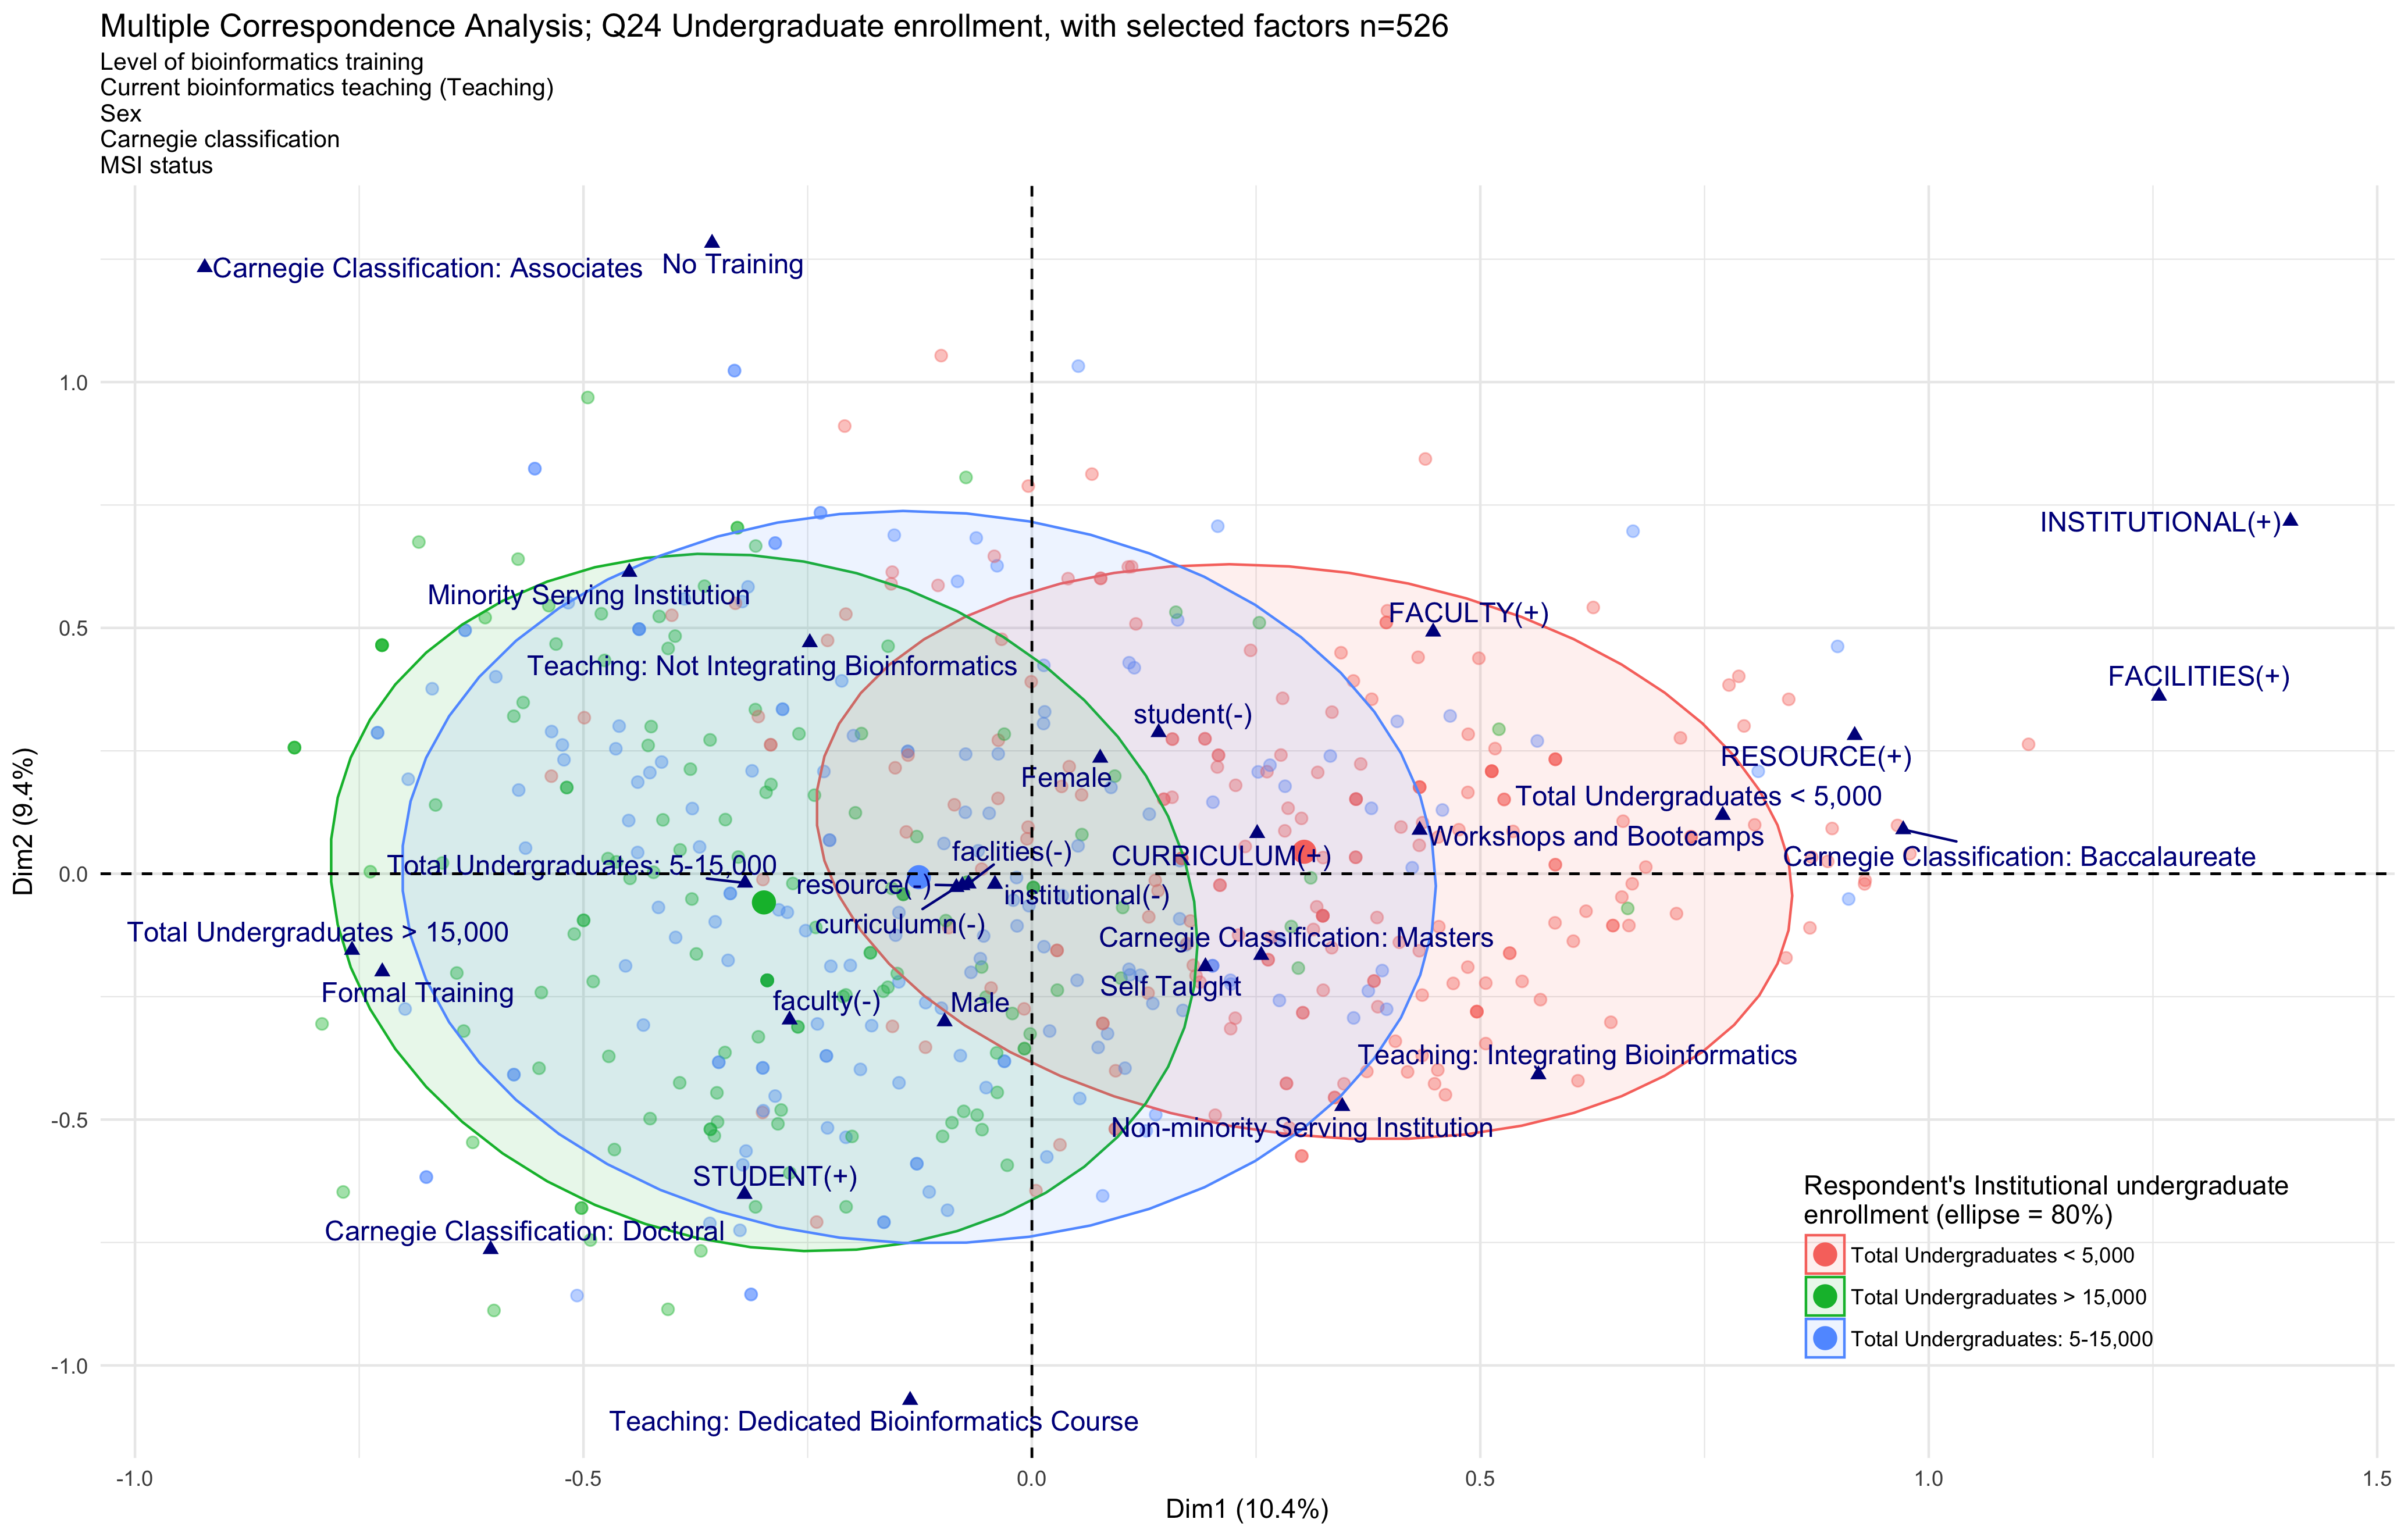 Multiple Correspondence Analysis; Q24 Undergraduate enrollment, with selected factors n=526
Level of bioinformatics training
Current bioinformatics teaching (Teaching)
Sex
Carnegie classification
MSI status
Carnegie Classification: Associates
No Training
1.0
INSTITUTIONAL(+)
Minority Serving Institution
FACULTY(+)
0.5
Teaching: Not Integrating Bioinformatics
FACILITIES(+)
student(-)
RESOURCE(+)
Female
Total Undergraduates < 5,000
Workshops and Bootcamps
faclities(-)
CURRICULUM(+)
Carnegie Classification: Baccalaureate
Total Undergraduates: 5-15,000
0.0
resource(-)
institutional(-)
curriculumn(-)
Total Undergraduates > 15,000
Carnegie Classification: Masters
Formal Training
Self Taught
faculty(-)
Male
Teaching: Integrating Bioinformatics
-0.5
Non-minority Serving Institution
STUDENT(+)
Carnegie Classification: Doctoral
-1.0
Teaching: Dedicated Bioinformatics Course
Dim2 (9.4%)
-1.0
-0.5
0.0
0.5
1.0
1.5
Dim1 (10.4%)
Respondent's Institutional undergraduate
enrollment (ellipse = 80%)
Total Undergraduates < 5,000
Total Undergraduates > 15,000
Total Undergraduates: 5-15,000